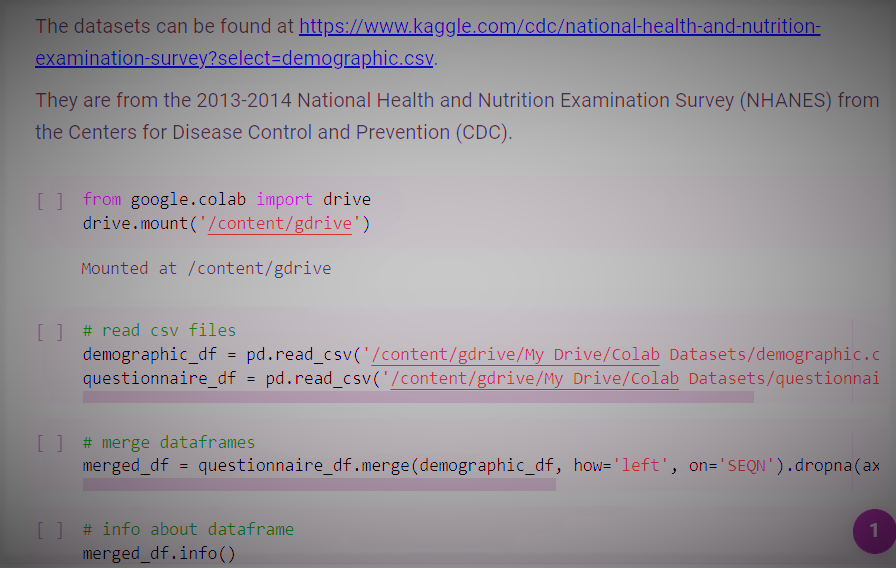 The datasets can be found at https://www.kaggle.com/cdc/national-health-and-nutrition-
examination-survey?select=demographic.csv.
They are from the 2013-2014 National Health and Nutrition Examination Survey (NHANES) from
the Centers for Disease Control and Prevention (CDC).
[ ] from google.colab import drive
drive.mount('/content/gdrive')
Mounted at /content/gdrive
[ ] # read csv files
demographic_df = pd.read_csv('/content/gdrive/My Drive/Colab Datasets/demographic.c
questionnaire_df = pd.read_csv('/content/gdrive/My Drive/Colab Datasets/questionnai
[ ] # merge dataframes
merged_df = questionnaire_df.merge(demographic_df, how='left', on='SEQN').dropna(ax
[ ] # info about dataframe
merged_df.info()
1